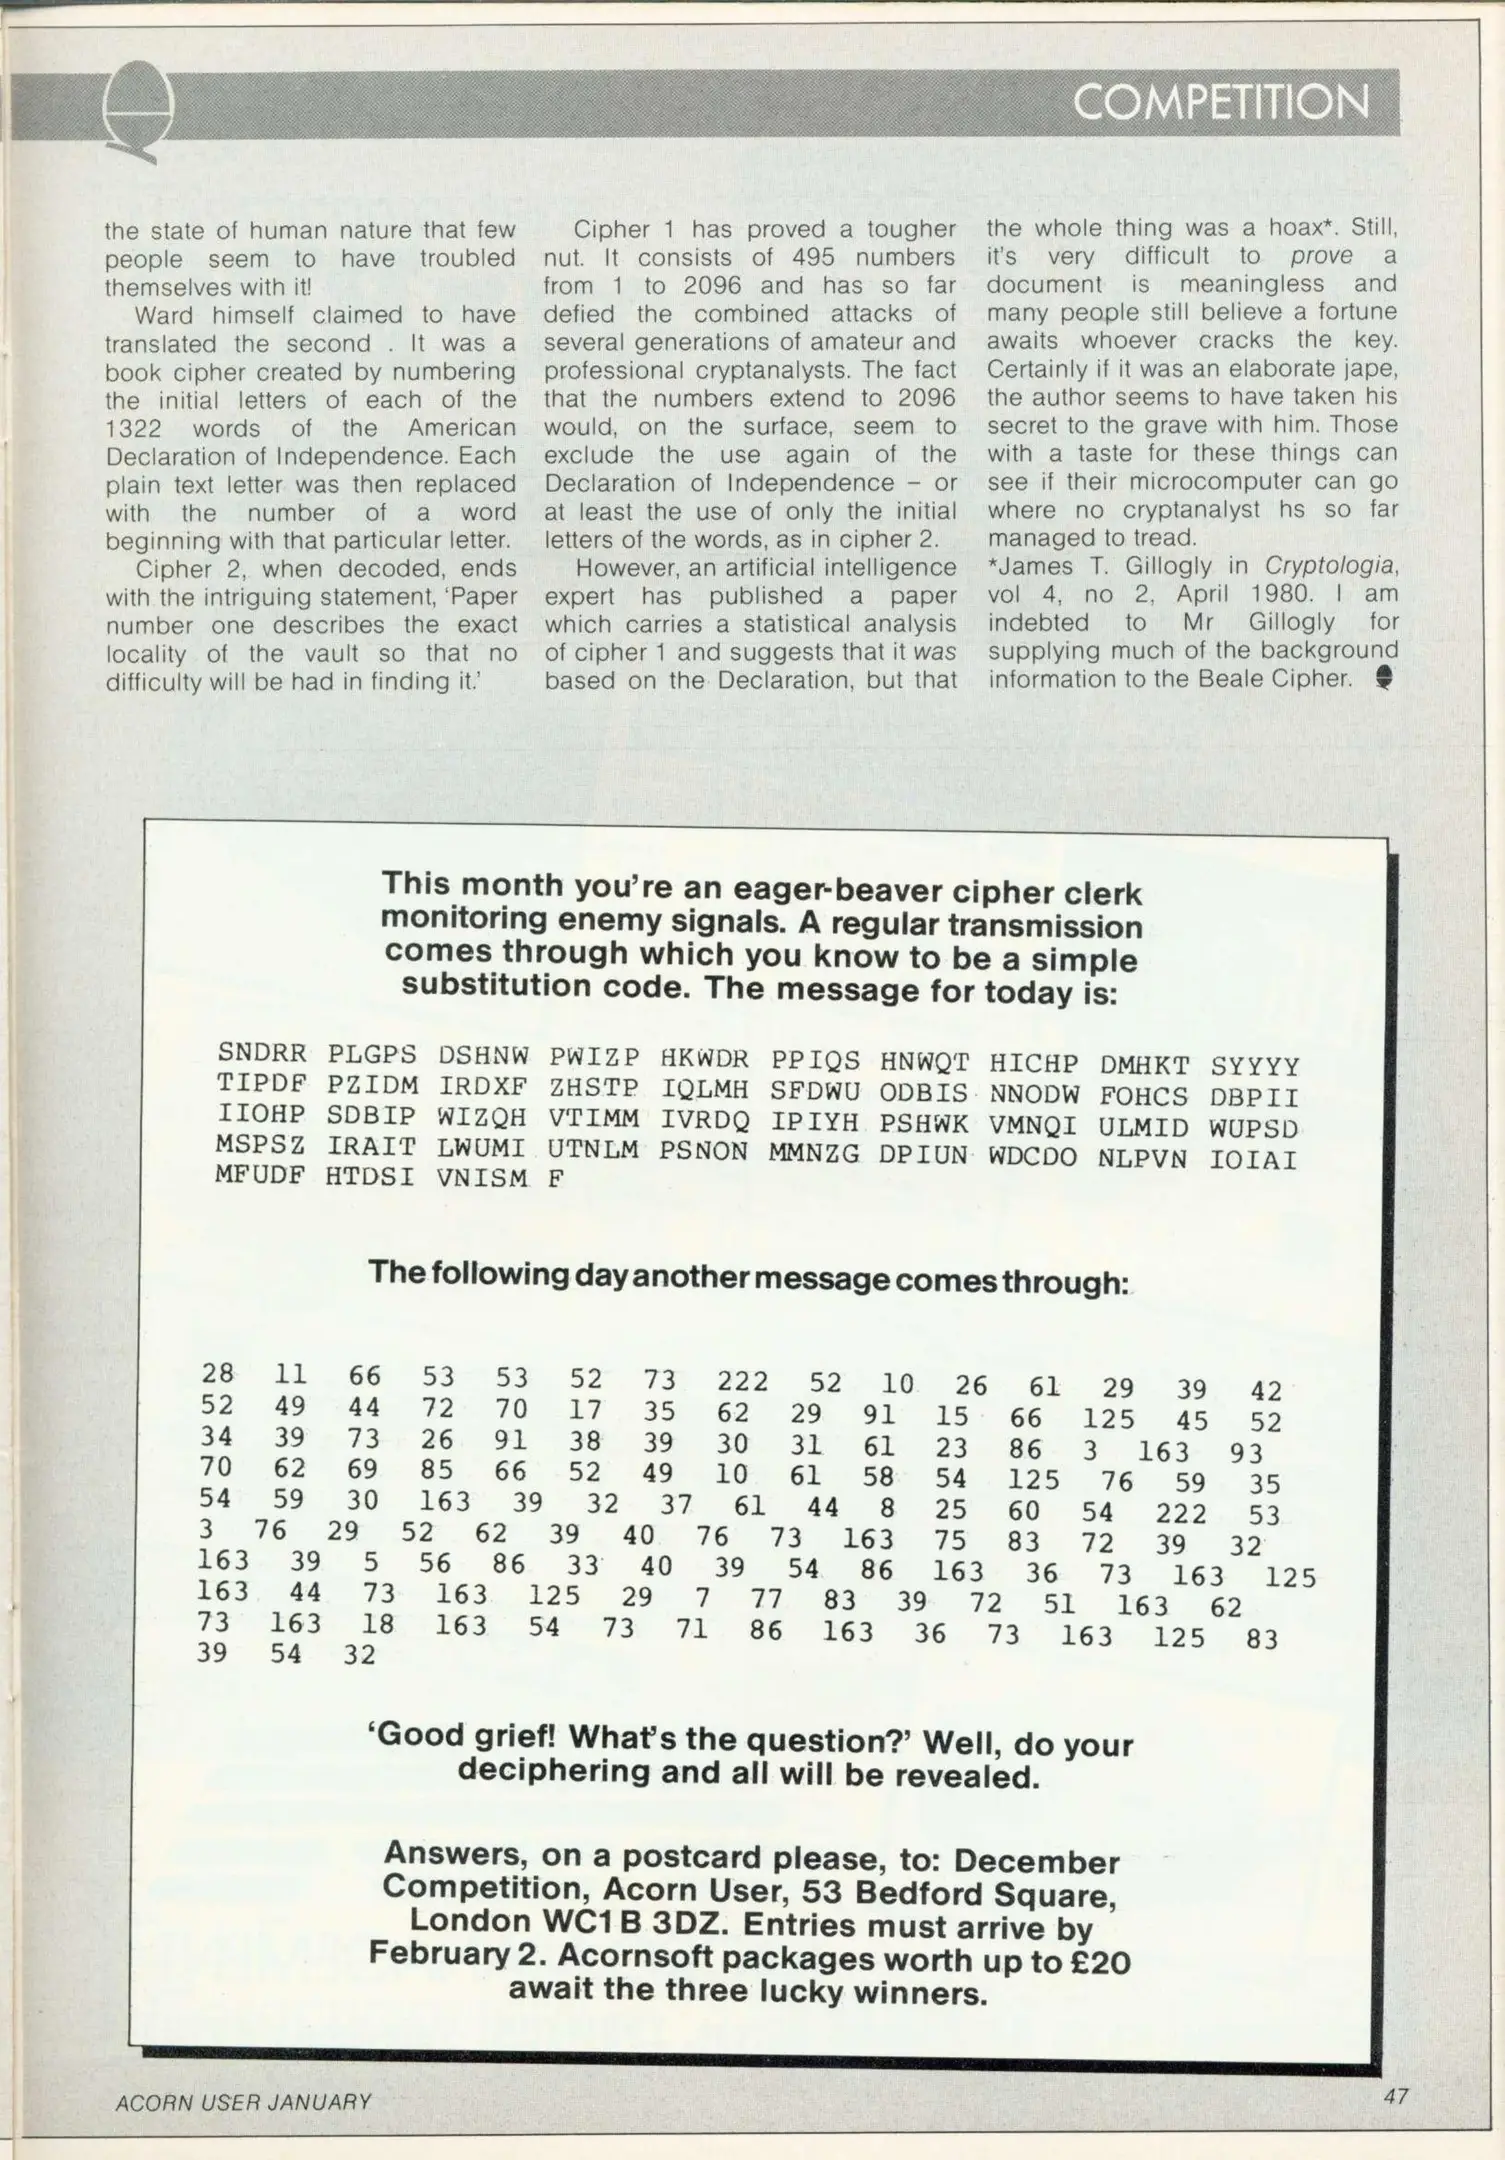 COMPETITION
the state of human nature that few
people seem to have troubled
themselves with it!
Ward himself claimed to have
translated the second . It was a
book cipher created by numbering
the initial letters of each of the
1322 words of the American
Declaration of Independence. Each
plain text letter was then replaced
with the number of a word
beginning with that particular letter.
Cipher 2, when decoded, ends
with the intriguing statement, ‘Paper
number one describes the exact
locality of the vault so that no
difficulty will be had in finding it.’
Cipher 1 has proved a tougher
nut. It consists of 495 numbers
from 1 to 2096 and has so far
defied the combined attacks of
several generations of amateur and
professional cryptanalysts. The fact
that the numbers extend to 2096
would, on the surface, seem to
exclude the use again of the
Declaration of Independence – or
at least the use of only the initial
letters of the words, as in cipher 2.
However, an artificial intelligence
expert has published a paper
which carries a statistical analysis
of cipher 1 and suggests that it was
based on the Declaration, but that
the whole thing was a hoax*. Still,
it's very difficult to prove a
document is meaningless and
many people still believe a fortune
awaits whoever cracks the key.
Certainly if it was an elaborate jape,
the author seems to have taken his
secret to the grave with him. Those
with a taste for these things can
see if their microcomputer can go
where no cryptanalyst hs so far
managed to tread.
*James T. Gillogly in Cryptologia,
vol 4, no 2, April 1980. I am
indebted to Mr Gillogly for
supplying much of the background
information to the Beale Cipher.
This month you're an eager-beaver cipher clerk
monitoring enemy signals. A regular transmission
comes through which you know to be a simple
substitution code. The message for today is:
SNDRR PLGPS DSHNW PWIZP HKWDR PPIQS HNWQT HICHP DMHKT SYYYY
TIPDF PZIDM IRDXF ZHSTP IQLMH SFDWU ODBIS NNODW FOHCS DBPII
IIOHP SDBIP WIZQH VTIMM IVRDQ IPIYH PSHWK VMNQI ULMID WUPSD
MSPSZ IRAIT LWUMI UTNLM PSNON MMNZG DPIUN WDCDO NLPVN IOIAI
MFUDF HTDSI VNISM F
The following day another message comes through:
28 11 66 53 53 52 73 222 52 10 26 61 29 39 42
52 49 44 72 70 17 35 62 29 91 15 66 125 45 52
34 39 73 26 91 38 39 30 31 61 23 86 3 163 93
70 62 69 85 66 52 49 10 61 58 54 125 76 59 35
54 59 30 163 39 32 37 61 44 8 25 60 54 222 53
3 76 29 52 62 39 40 76 73 163 75 83 72 39 32
163 39 5 56 86 33 40 39 54 86 163 36 73 163 125
163 44 73 163 125 29 7 77 83 39 72 51 163 62
73 163 18 163 54 73 71 86 163 36 73 163 125 83
39 54 32
‘Good grief! What's the question?’ Well, do your
deciphering and all will be revealed.
Answers, on a postcard please, to: December
Competition, Acorn User, 53 Bedford Square,
London WC1B 3DZ. Entries must arrive by
February 2. Acornsoft packages worth up to £20
await the three lucky winners.
ACORN USER JANUARY
47